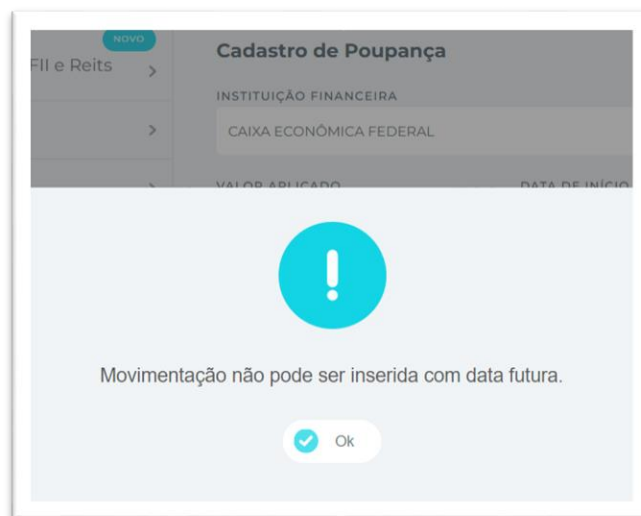 NOVO
FII e Reits
Cadastro de Poupança
INSTITUIÇÃO FINANCEIRA
CAIXA ECONÔMICA FEDERAL
VALOR APLICADO
DATA DE INÍCIO
Movimentação não pode ser inserida com data futura.
Ok